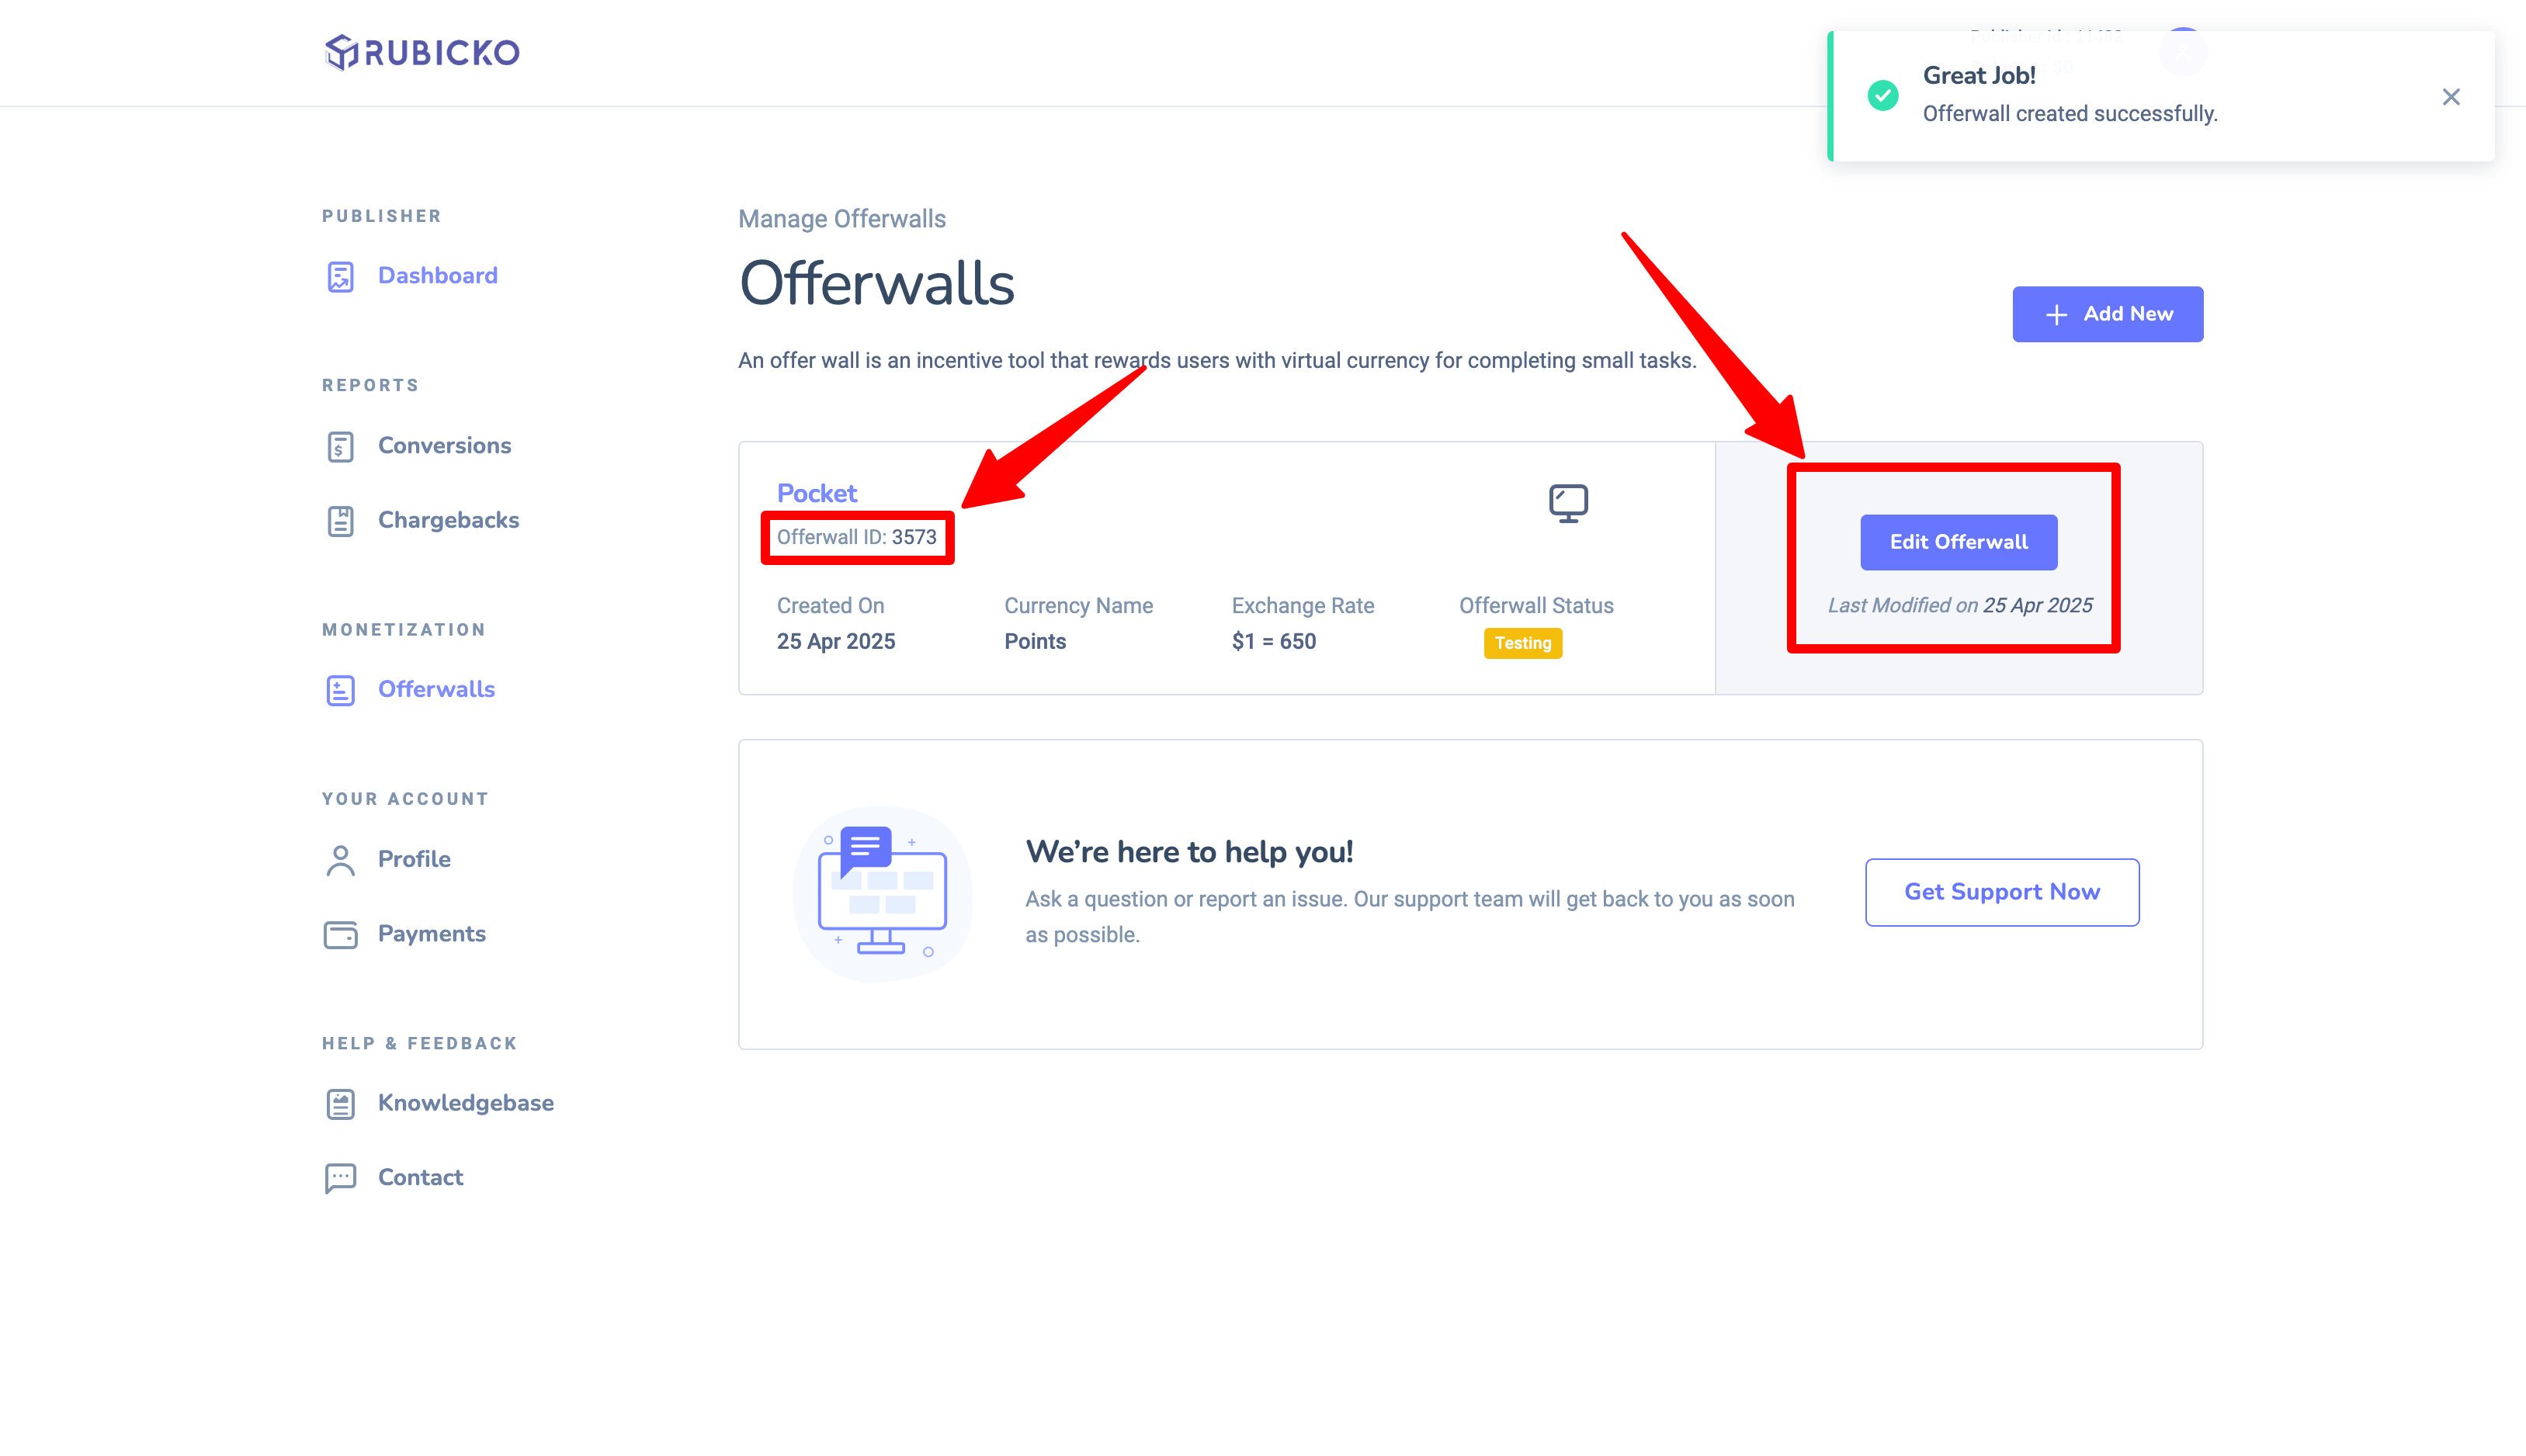 RUBICKO
Great Job!
Offerwall created successfully.
PUBLISHER
Dashboard
REPORTS
Conversions
Chargebacks
MONETIZATION
Offerwalls
YOUR ACCOUNT
Profile
Payments
HELP & FEEDBACK
Knowledgebase
Contact
Manage Offerwalls
Offerwalls
Add New
An offer wall is an incentive tool that rewards users with virtual currency for completing small tasks.
Pocket
Offerwall ID: 3573
Created On
25 Apr 2025
Currency Name
Points
Exchange Rate
$1 = 650
Offerwall Status
Testing
Edit Offerwall
Last Modified on 25 Apr 2025
We're here to help you!
Ask a question or report an issue. Our support team will get back to you as soon
as possible.
Get Support Now